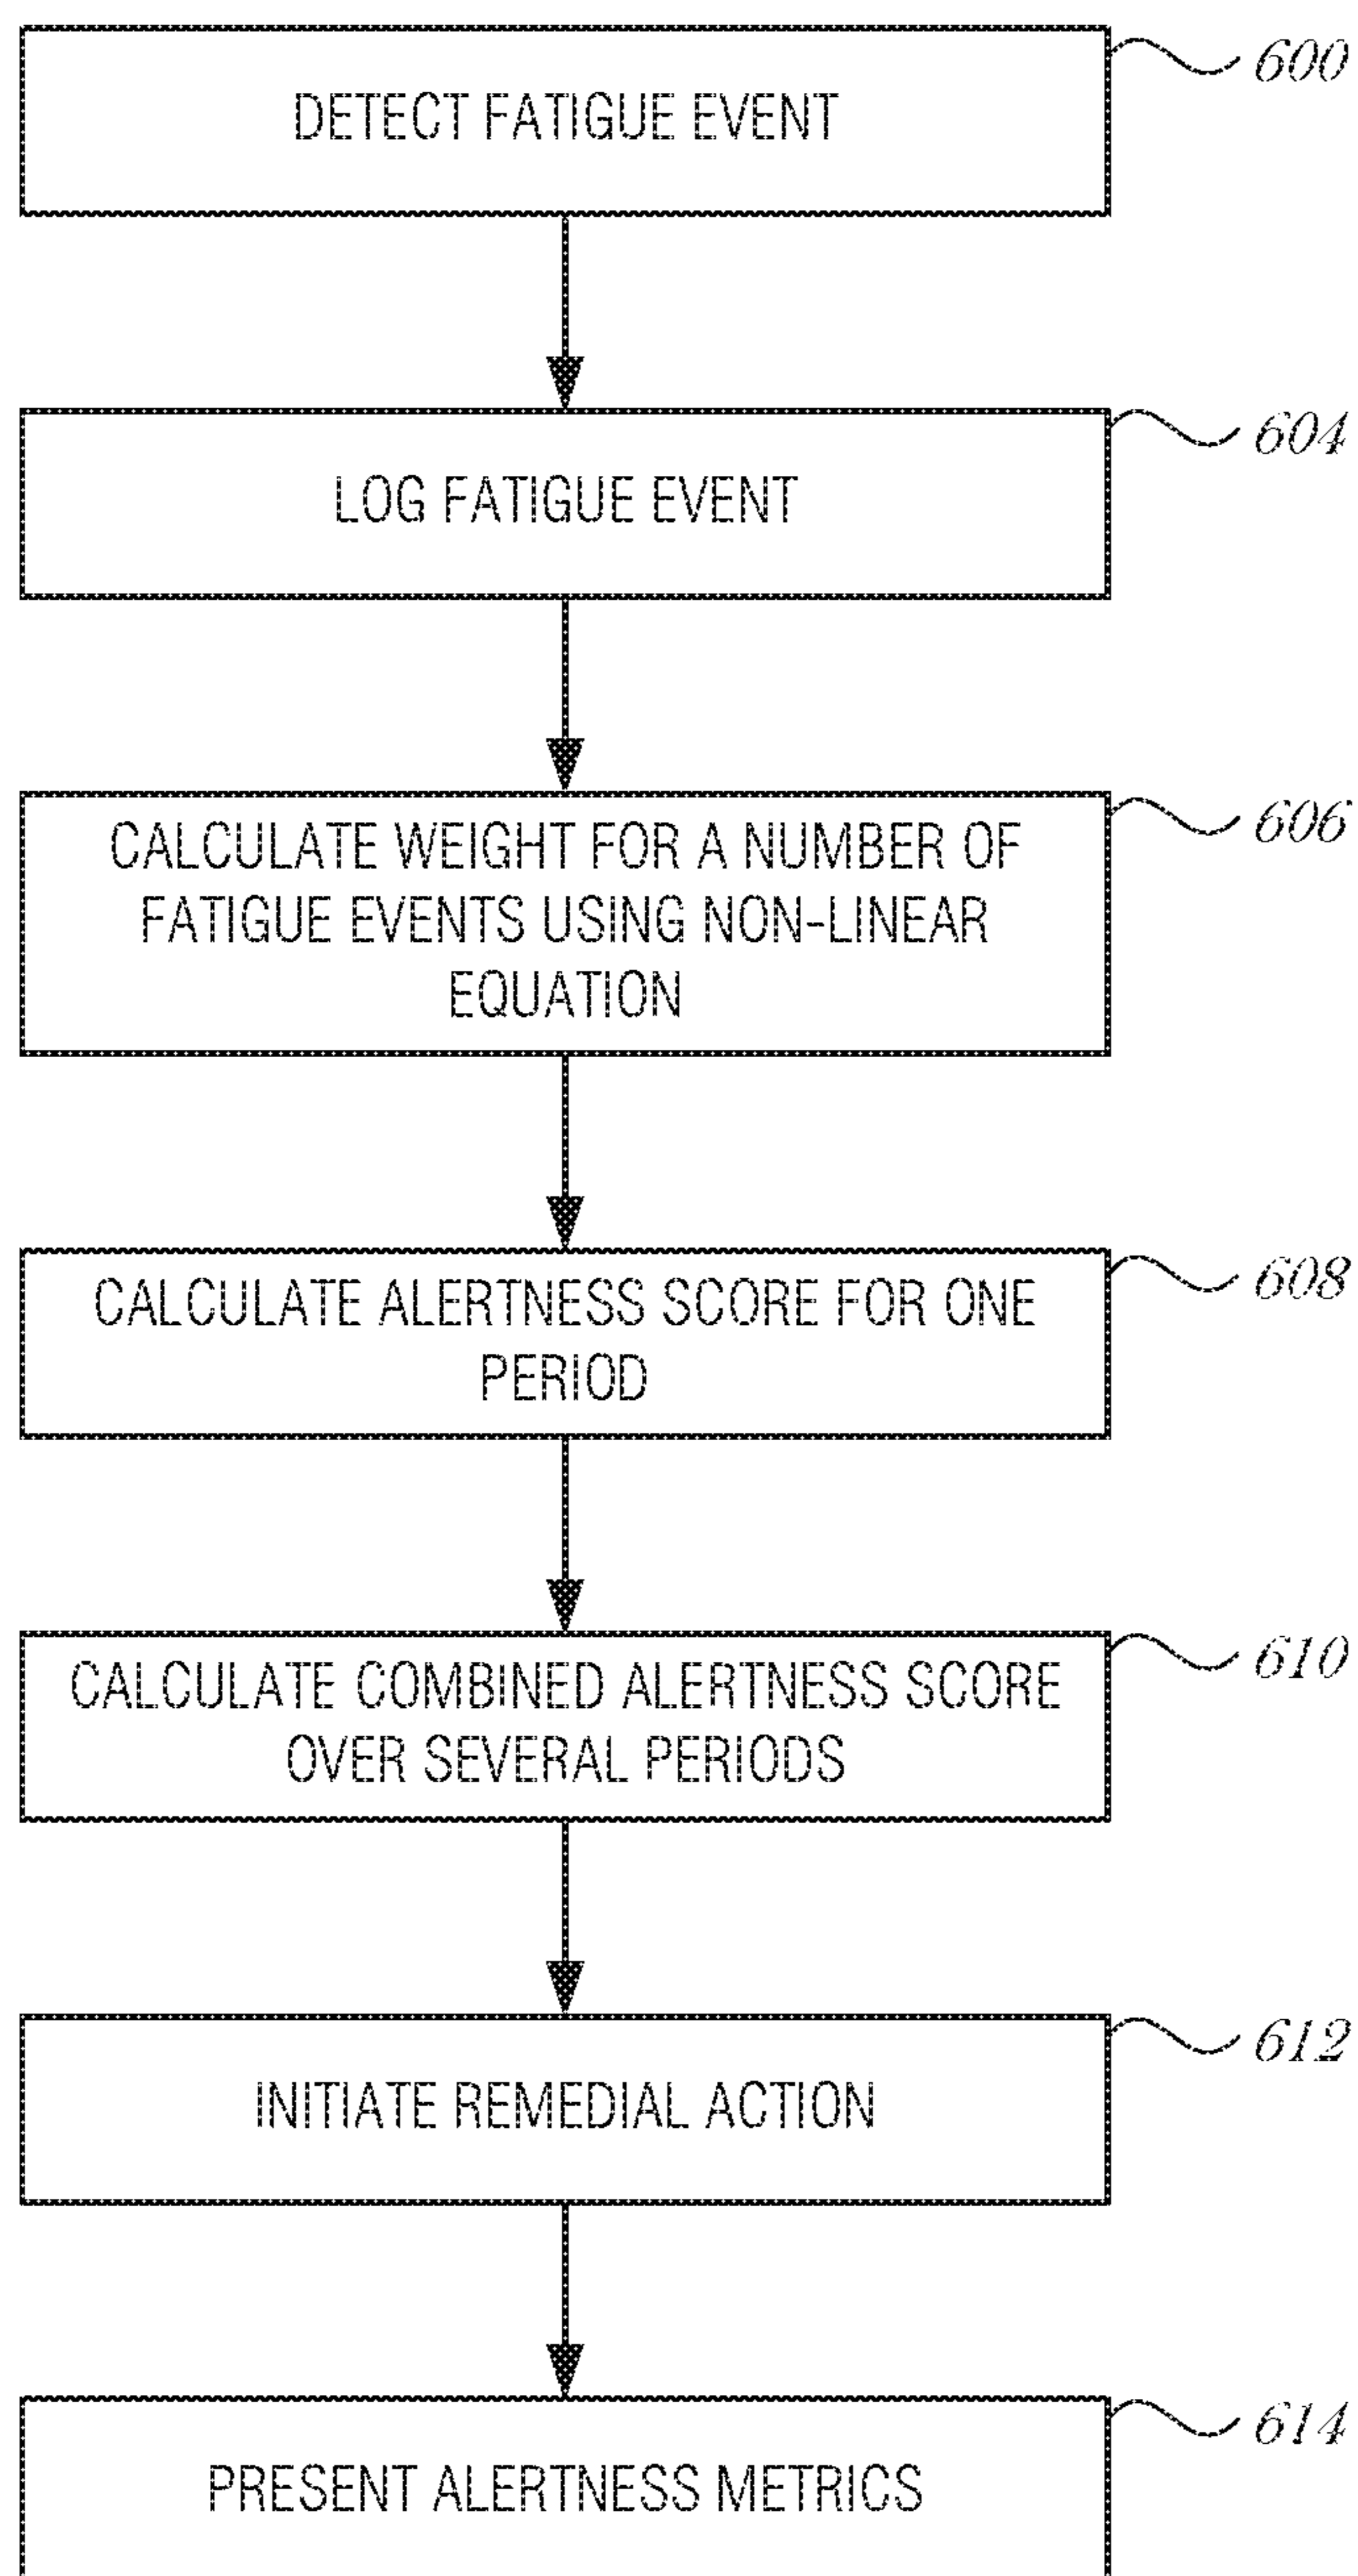 600
DETECT FATIGUE EVENT
604
LOG FATIGUE EVENT
606
CALCULATE WEIGHT FOR A NUMBER OF
FATIGUE EVENTS USING NON-LINEAR
EQUATION
608
CALCULATE ALERTNESS SCORE FOR ONE
PERIOD
610
CALCULATE COMBINED ALERTNESS SCORE
OVER SEVERAL PERIODS
612
INITIATE REMEDIAL ACTION
614
PRESENT ALERTNESS METRICS